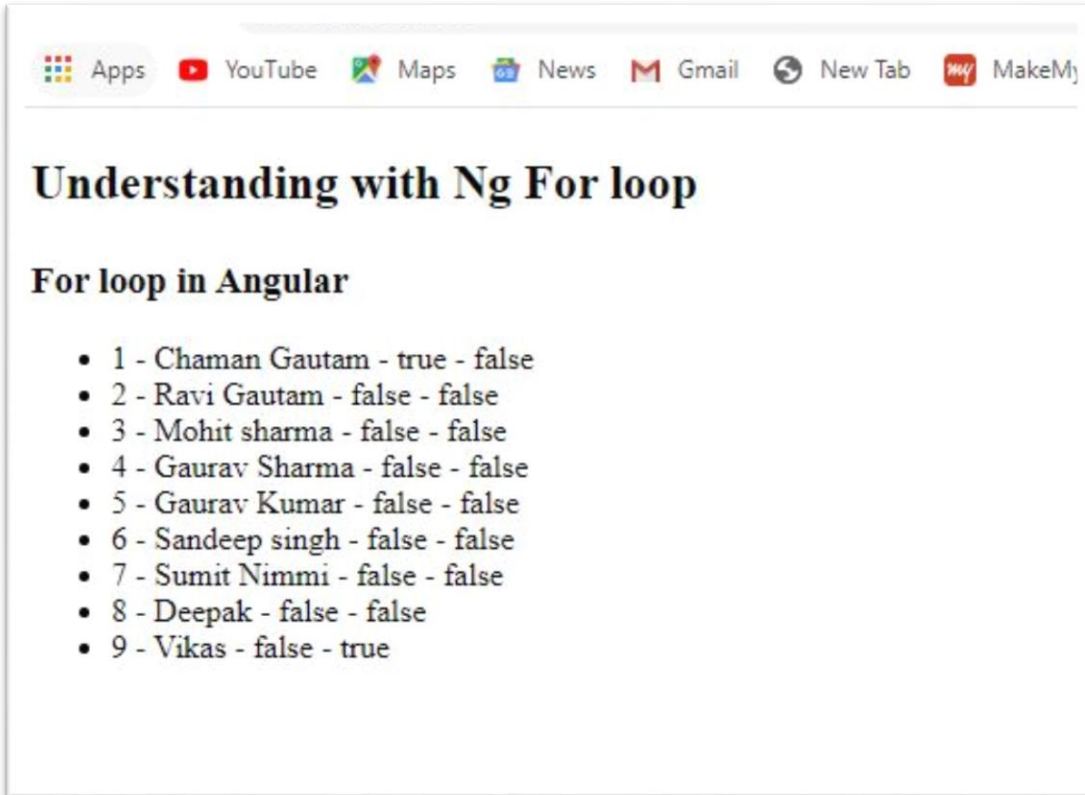 Apps YouTube Maps News Gmail New Tab my MakeMy
Understanding with Ng For loop
For loop in Angular
• 1 - Chaman Gautam - true - false
• 2 - Ravi Gautam - false - false
• 3 - Mohit sharma - false - false
• 4 - Gaurav Sharma - false - false
• 5 - Gaurav Kumar - false - false
• 6 - Sandeep singh - false - false
• 7 - Sumit Nimmi - false - false
• 8 - Deepak - false - false
• 9 - Vikas - false - true